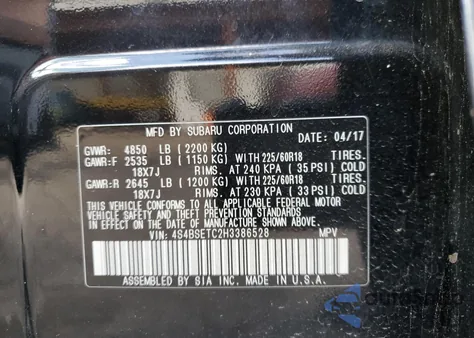 MFD BY SUBARU CORPORATION 04/17
GVWR: 4850 LB (2200 KG)
GAWR:F 2535 LB (1150 KG) WITH 225/60R18 TIRES.
18X7J RIMS. AT 240 KPA (35 PSI) COLD
GAWR:R 2645 LB (1200 KG) WITH 225/60R18 TIRES.
18X7J RIMS. AT 230 KPA (33 PSI) COLD
THIS VEHICLE CONFORMS TO ALL APPLICABLE FEDERAL MOTOR
VEHICLE SAFETY AND BUMPER STANDARDS
IN EFFECT ON THE DATE OF MANUFACTURE SHOWN ABOVE.
VIN: 4S4BSETC2H3386528 MPV
ASSEMBLED BY SIA INC. MADE IN U.S.A.